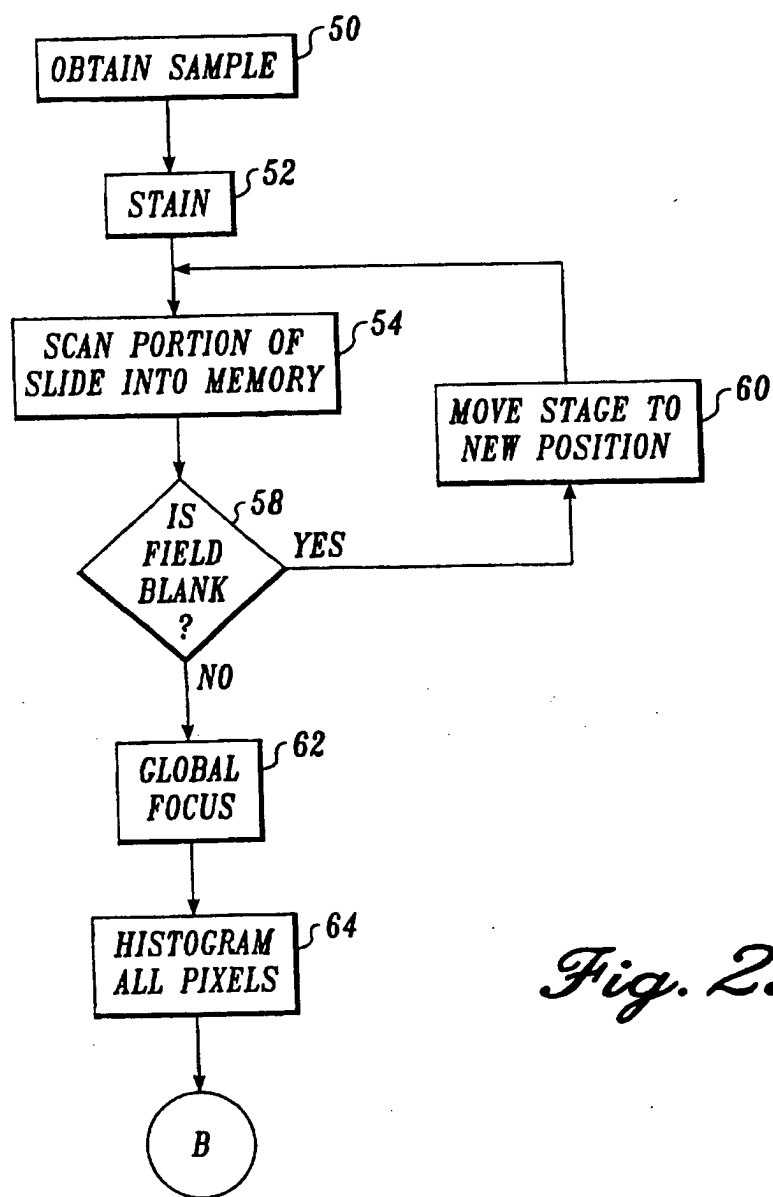 50
OBTAIN SAMPLE
52
STAIN
54
SCAN PORTION OF
SLIDE INTO MEMORY
60
MOVE STAGE TO
NEW POSITION
58
IS
FIELD
BLANK
?
YES
NO
62
GLOBAL
FOCUS
64
HISTOGRAM
ALL PIXELS
B